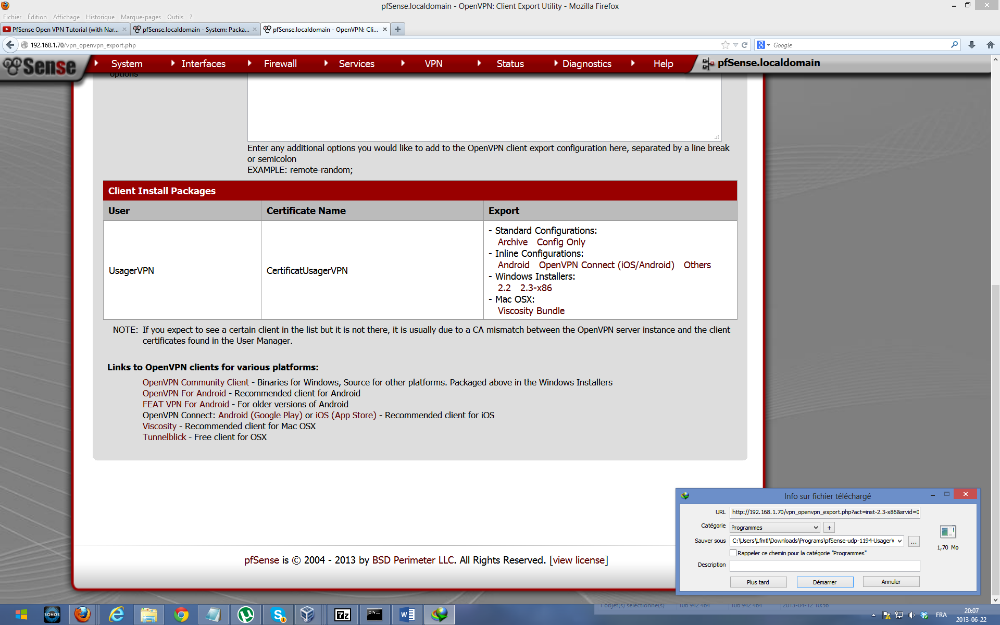 pfSense.localdomain - OpenVPN: Client Export Utility - Mozilla Firefox
Fichier Édition Affichage Historique Marque-pages Outils ?
PfSense Open VPN Tutorial (with Nar...
pfSense.localdomain - System: Packa...
pfSense.localdomain - OpenVPN: Cli...
192.168.1.70/vpn_openvpn_export.php
Google
Sense
System Interfaces Firewall Services VPN Status Diagnostics Help
pfSense.localdomain
options
Enter any additional options you would like to add to the OpenVPN client export configuration here, separated by a line break
or semicolon
EXAMPLE: remote-random;
Client Install Packages
User Certificate Name Export
UsagerVPN
CertificatUsagerVPN
- Standard Configurations:
Archive Config Only
- Inline Configurations:
Android OpenVPN Connect (iOS/Android) Others
- Windows Installers:
2.2 2.3-x86
- Mac OSX:
Viscosity Bundle
NOTE: If you expect to see a certain client in the list but it is not there, it is usually due to a CA mismatch between the OpenVPN server instance and the client
certificates found in the User Manager.
Links to OpenVPN clients for various platforms:
OpenVPN Community Client - Binaries for Windows, Source for other platforms. Packaged above in the Windows Installers
OpenVPN For Android - Recommended client for Android
FEAT VPN For Android - For older versions of Android
OpenVPN Connect: Android (Google Play) or iOS (App Store) - Recommended client for iOS
Viscosity - Recommended client for Mac OSX
Tunnelblick - Free client for OSX
pfSense is © 2004 - 2013 by BSD Perimeter LLC. All Rights Reserved. [view license]
Info sur fichier téléchargé
URL http://192.168.1.70/vpn_openvpn_export.php?act=inst-2.3-x86&srvid=0
Catégorie Programmes +
Sauver sous C:\Users\Lfmtl\Downloads\Programs\pfSense-udp-1194-UsagerV ...
Rappeler ce chemin pour la catégorie "Programmes"
1,70 Mo
Description
Plus tard Démarrer Annuler
1 objet(s) sélectionné(s) 106 942 464 106 942 464 2013-04-12 10:56
SONOS
7z
C:\
FRA
20:07
2013-06-22